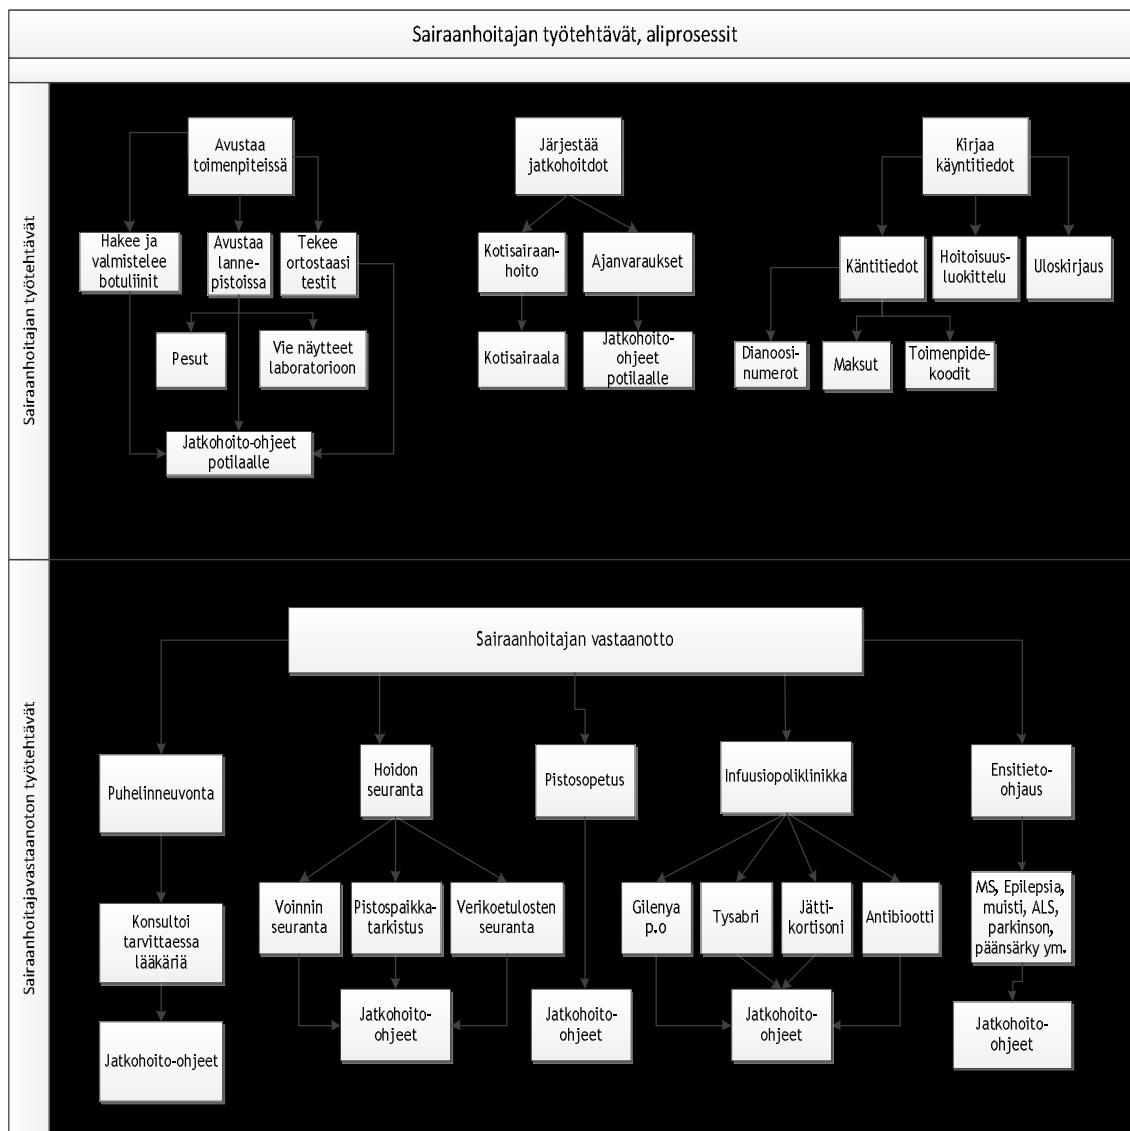 Sairaanhoitajan työtehtävät, aliprosessit
Sairaanhoitajan työtehtävät
Avustaa
toimenpiteissä
Hakee ja
valmistelee
botuliinit
Avustaa
lanne-
pistoissa
Tekee
ortostaasi
testit
Pesut
Vie näytteet
laboratorioon
Jatkohoito-ohjeet
potilaalle
Järjestää
jatkohoitdot
Kotisairaan-
hoito
Ajanvaraukset
Kotisairaala
Jatkohoito-
ohjeet
potilaalle
Kirjaa
käyntitiedot
Käntitiedot
Hoitoisuus-
luokittelu
Uloskirjaus
Dianoosi-
numerot
Maksut
Toimenpide-
koodit
Sairaanhoitajavastaanoton työtehtävät
Sairaanhoitajan vastaanotto
Puhelinneuvonta
Konsultoi
tarvittaessa
lääkäriä
Jatkohoito-ohjeet
Hoidon
seuranta
Voinnin
seuranta
Pistospaikka-
tarkistus
Verikoetulosten
seuranta
Jatkohoito-
ohjeet
Pistosopetus
Jatkohoito-
ohjeet
Infuusiopoliklinikka
Gilenya
p.o
Tysabri
Jätti-
kortisoni
Antibiootti
Jatkohoito-
ohjeet
Ensitieto-
ohjaus
MS, Epilepsia,
muisti, ALS,
parkinson,
päänsärky ym.
Jatkohoito-
ohjeet